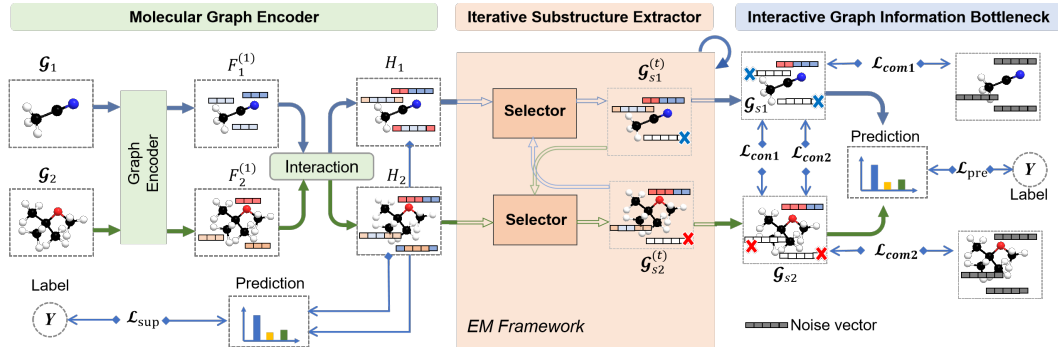 Molecular Graph Encoder
Iterative Substructure Extractor
Interactive Graph Information Bottleneck
𝓖₁
F₁⁽¹⁾
H₁
𝓖ₛ₁⁽ᵗ⁾
𝓖ₛ₁
𝓛com1
Graph
Encoder
Interaction
Selector
Selector
𝓛con1
𝓛con2
Prediction
𝓛pre
Y
Label
𝓖₂
F₂⁽¹⁾
H₂
𝓖ₛ₂⁽ᵗ⁾
𝓖ₛ₂
𝓛com2
Label
Y
𝓛sup
Prediction
EM Framework
Noise vector